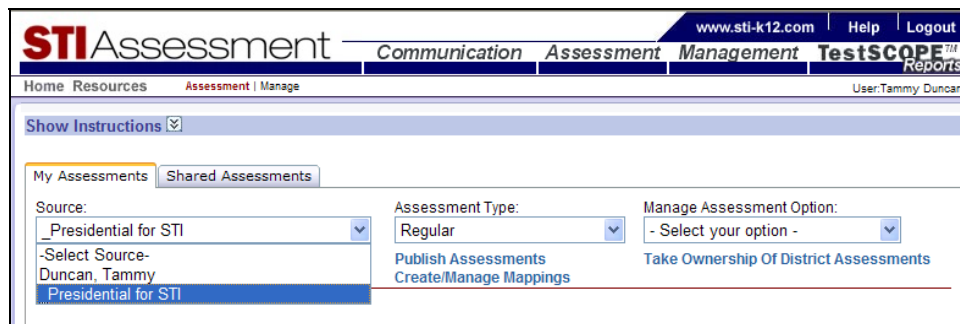 www.sti-k12.com Help Logout
STIAssessment
Communication Assessment Management TestSCOPE™ Reports
Home Resources Assessment | Manage User:Tammy Duncan
Show Instructions
My Assessments Shared Assessments
Source: Assessment Type: Manage Assessment Option:
_Presidential for STI Regular - Select your option -
-Select Source-
Duncan, Tammy
_Presidential for STI
Publish Assessments Take Ownership Of District Assessments
Create/Manage Mappings